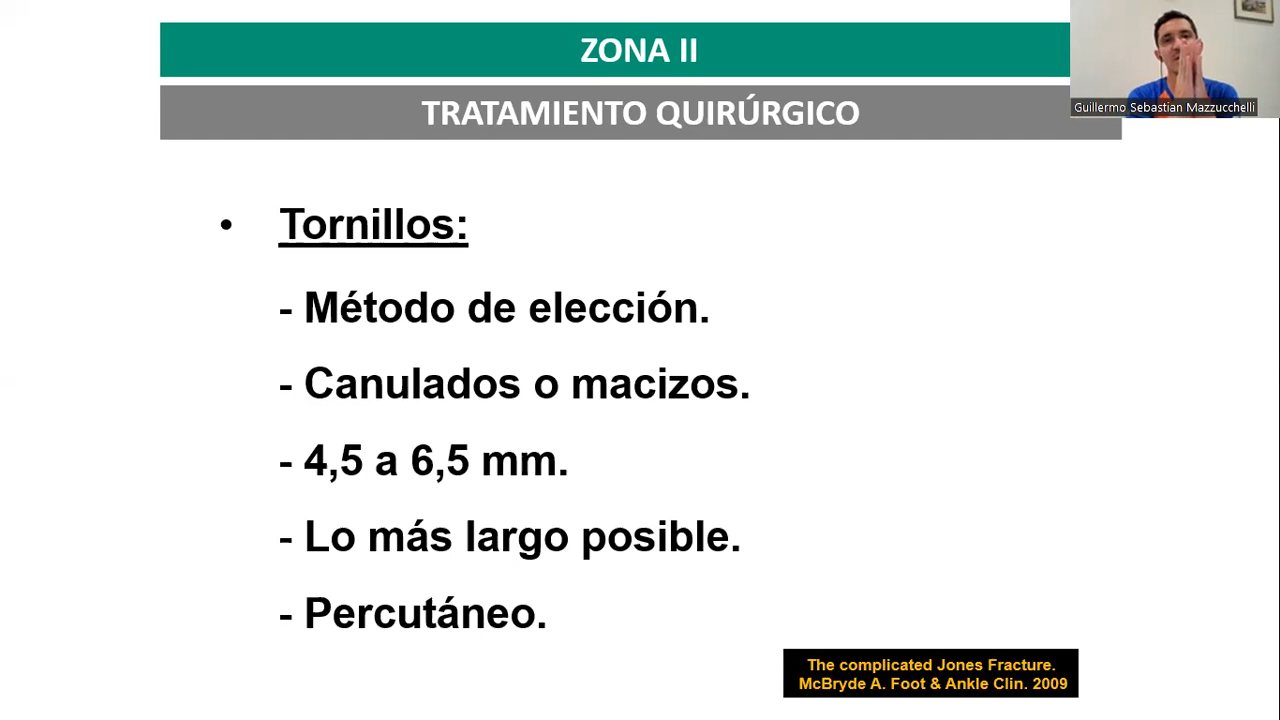 ZONA II
TRATAMIENTO QUIRÚRGICO
Guillermo Sebastian Mazzucchelli
• Tornillos:
- Método de elección.
- Canulados o macizos.
- 4,5 a 6,5 mm.
- Lo más largo posible.
- Percutáneo.
The complicated Jones Fracture.
McBryde A. Foot & Ankle Clin. 2009